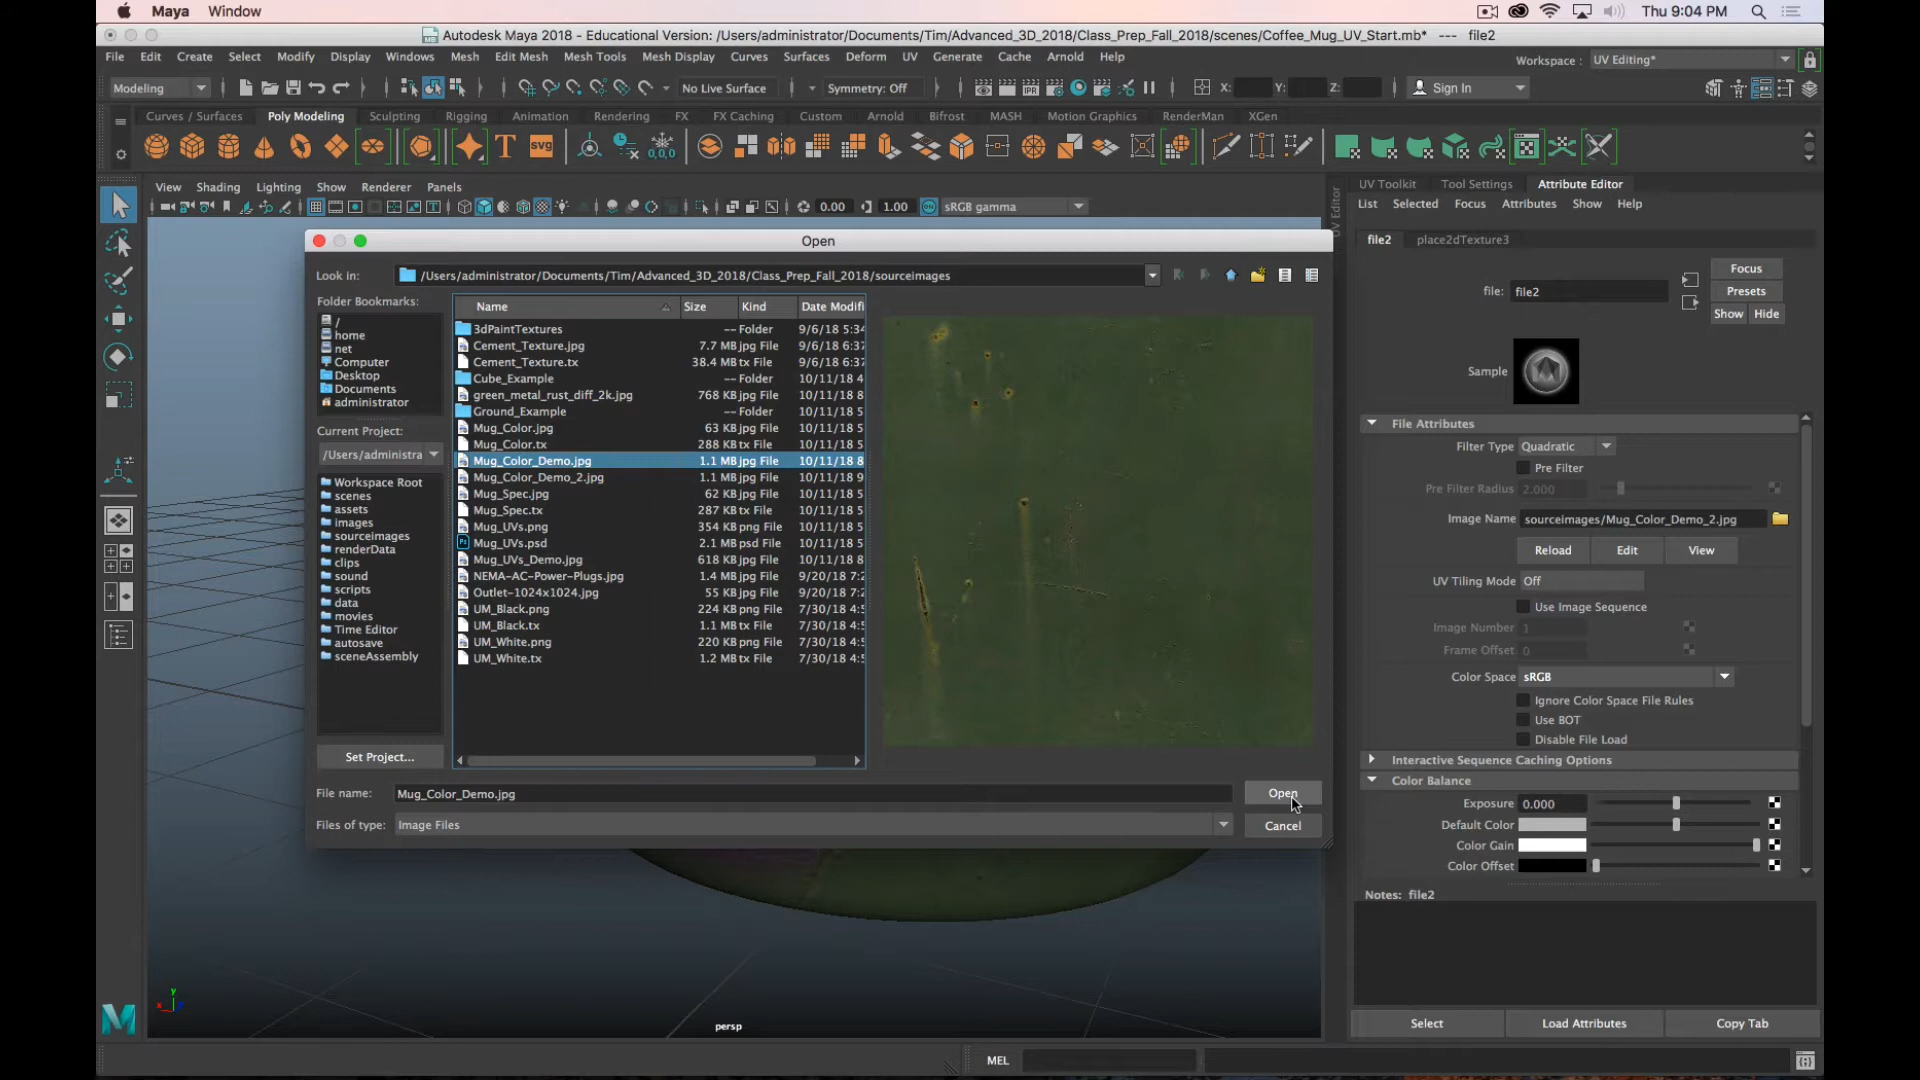 Maya Window Thu 9:04 PM
Autodesk Maya 2018 - Educational Version: /Users/administrator/Documents/Tim/Advanced_3D_2018/Class_Prep_Fall_2018/scenes/Coffee_Mug_UV_Start.mb* --- file2
File Edit Create Select Modify Display Windows Mesh Edit Mesh Mesh Tools Mesh Display Curves Surfaces Deform UV Generate Cache Arnold Help Workspace : UV Editing*
Modeling No Live Surface Symmetry: Off X: Y: Z: Sign In
Curves / Surfaces Poly Modeling Sculpting Rigging Animation Rendering FX FX Caching Custom Arnold Bifrost MASH Motion Graphics RenderMan XGen
T SVG 0,0,0
UV Toolkit Tool Settings Attribute Editor
View Shading Lighting Show Renderer Panels
0.00 1.00 sRGB gamma
List Selected Focus Attributes Show Help
UV Editor
file2 place2dTexture3
Open
Look in: /Users/administrator/Documents/Tim/Advanced_3D_2018/Class_Prep_Fall_2018/sourceimages
Folder Bookmarks:
/
home
net
Computer
Desktop
Documents
administrator
Current Project:
/Users/administra
Workspace Root
scenes
assets
images
sourceimages
renderData
clips
sound
scripts
data
movies
Time Editor
autosave
sceneAssembly
Set Project...
Name Size Kind Date Modifi
3dPaintTextures -- Folder 9/6/18 5:34
Cement_Texture.jpg 7.7 MB jpg File 9/6/18 6:37
Cement_Texture.tx 38.4 MB tx File 9/6/18 6:37
Cube_Example -- Folder 10/11/18 4
green_metal_rust_diff_2k.jpg 768 KB jpg File 10/11/18 8
Ground_Example -- Folder 10/11/18 5
Mug_Color.jpg 63 KB jpg File 10/11/18 5
Mug_Color.tx 288 KB tx File 10/11/18 5
Mug_Color_Demo.jpg 1.1 MB jpg File 10/11/18 8
Mug_Color_Demo_2.jpg 1.1 MB jpg File 10/11/18 9
Mug_Spec.jpg 62 KB jpg File 10/11/18 5
Mug_Spec.tx 287 KB tx File 10/11/18 5
Mug_UVs.png 354 KB png File 10/11/18 5
Mug_UVs.psd 2.1 MB psd File 10/11/18 5
Mug_UVs_Demo.jpg 618 KB jpg File 10/11/18 8
NEMA-AC-Power-Plugs.jpg 1.4 MB jpg File 9/20/18 7:2
Outlet-1024x1024.jpg 55 KB jpg File 9/20/18 7:2
UM_Black.png 224 KB png File 7/30/18 4:5
UM_Black.tx 1.1 MB tx File 7/30/18 4:5
UM_White.png 220 KB png File 7/30/18 4:5
UM_White.tx 1.2 MB tx File 7/30/18 4:5
File name: Mug_Color_Demo.jpg Open
Files of type: Image Files Cancel
file: file2
Focus
Presets
Show Hide
Sample
File Attributes
Filter Type Quadratic
Pre Filter
Pre Filter Radius 2.000
Image Name sourceimages/Mug_Color_Demo_2.jpg
Reload Edit View
UV Tiling Mode Off
Use Image Sequence
Image Number 1
Frame Offset 0
Color Space sRGB
Ignore Color Space File Rules
Use BOT
Disable File Load
Interactive Sequence Caching Options
Color Balance
Exposure 0.000
Default Color
Color Gain
Color Offset
Notes: file2
Select Load Attributes Copy Tab
y
x
persp
MEL